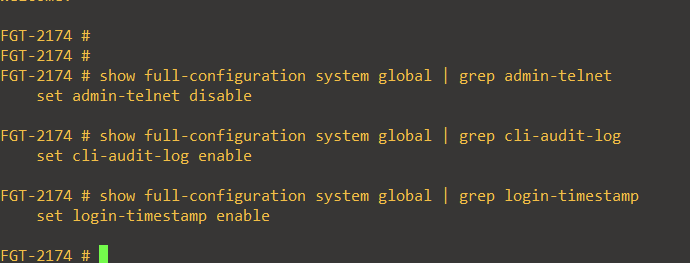 FGT-2174 #
FGT-2174 #
FGT-2174 # show full-configuration system global | grep admin-telnet
    set admin-telnet disable
FGT-2174 # show full-configuration system global | grep cli-audit-log
    set cli-audit-log enable
FGT-2174 # show full-configuration system global | grep login-timestamp
    set login-timestamp enable
FGT-2174 #